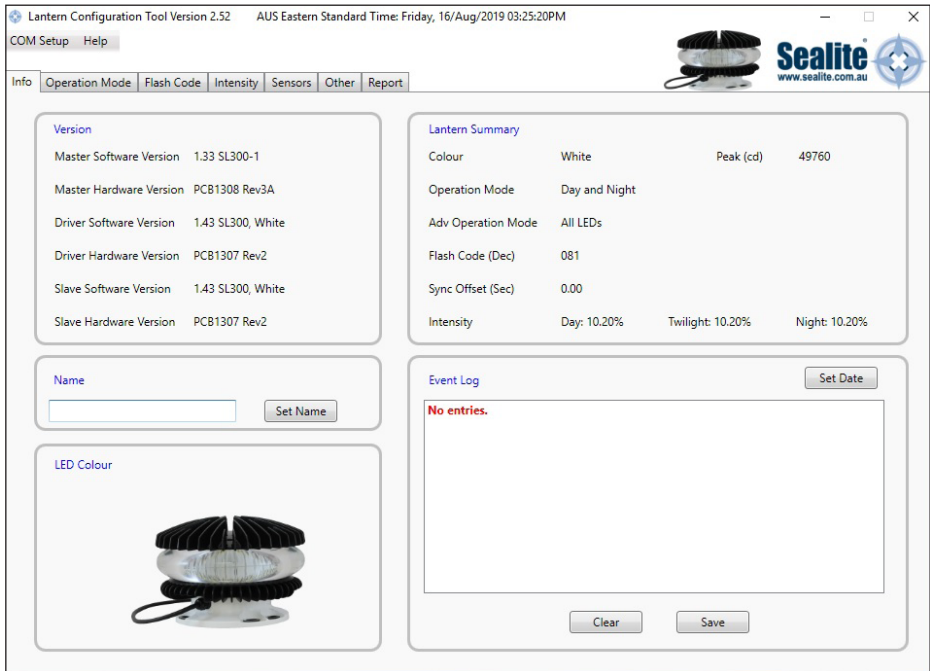 Lantern Configuration Tool Version 2.52 AUS Eastern Standard Time: Friday, 16/Aug/2019 03:25:20PM
COM Setup Help
Sealite
www.sealite.com.au
Info Operation Mode Flash Code Intensity Sensors Other Report
Version
Master Software Version 1.33 SL300-1
Master Hardware Version PCB1308 Rev3A
Driver Software Version 1.43 SL300, White
Driver Hardware Version PCB1307 Rev2
Slave Software Version 1.43 SL300, White
Slave Hardware Version PCB1307 Rev2
Lantern Summary
Colour White Peak (cd) 49760
Operation Mode Day and Night
Adv Operation Mode All LEDs
Flash Code (Dec) 081
Sync Offset (Sec) 0.00
Intensity Day: 10.20% Twilight: 10.20% Night: 10.20%
Name
Set Name
Event Log Set Date
No entries.
Clear Save
LED Colour